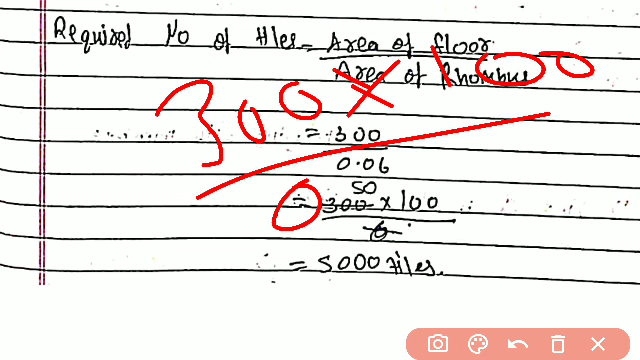 Required No of tiles = Area of floor
Area of Rhombus
300 × 100
= 300
0.06
50
= 300 × 100
6
= 5000 tiles.